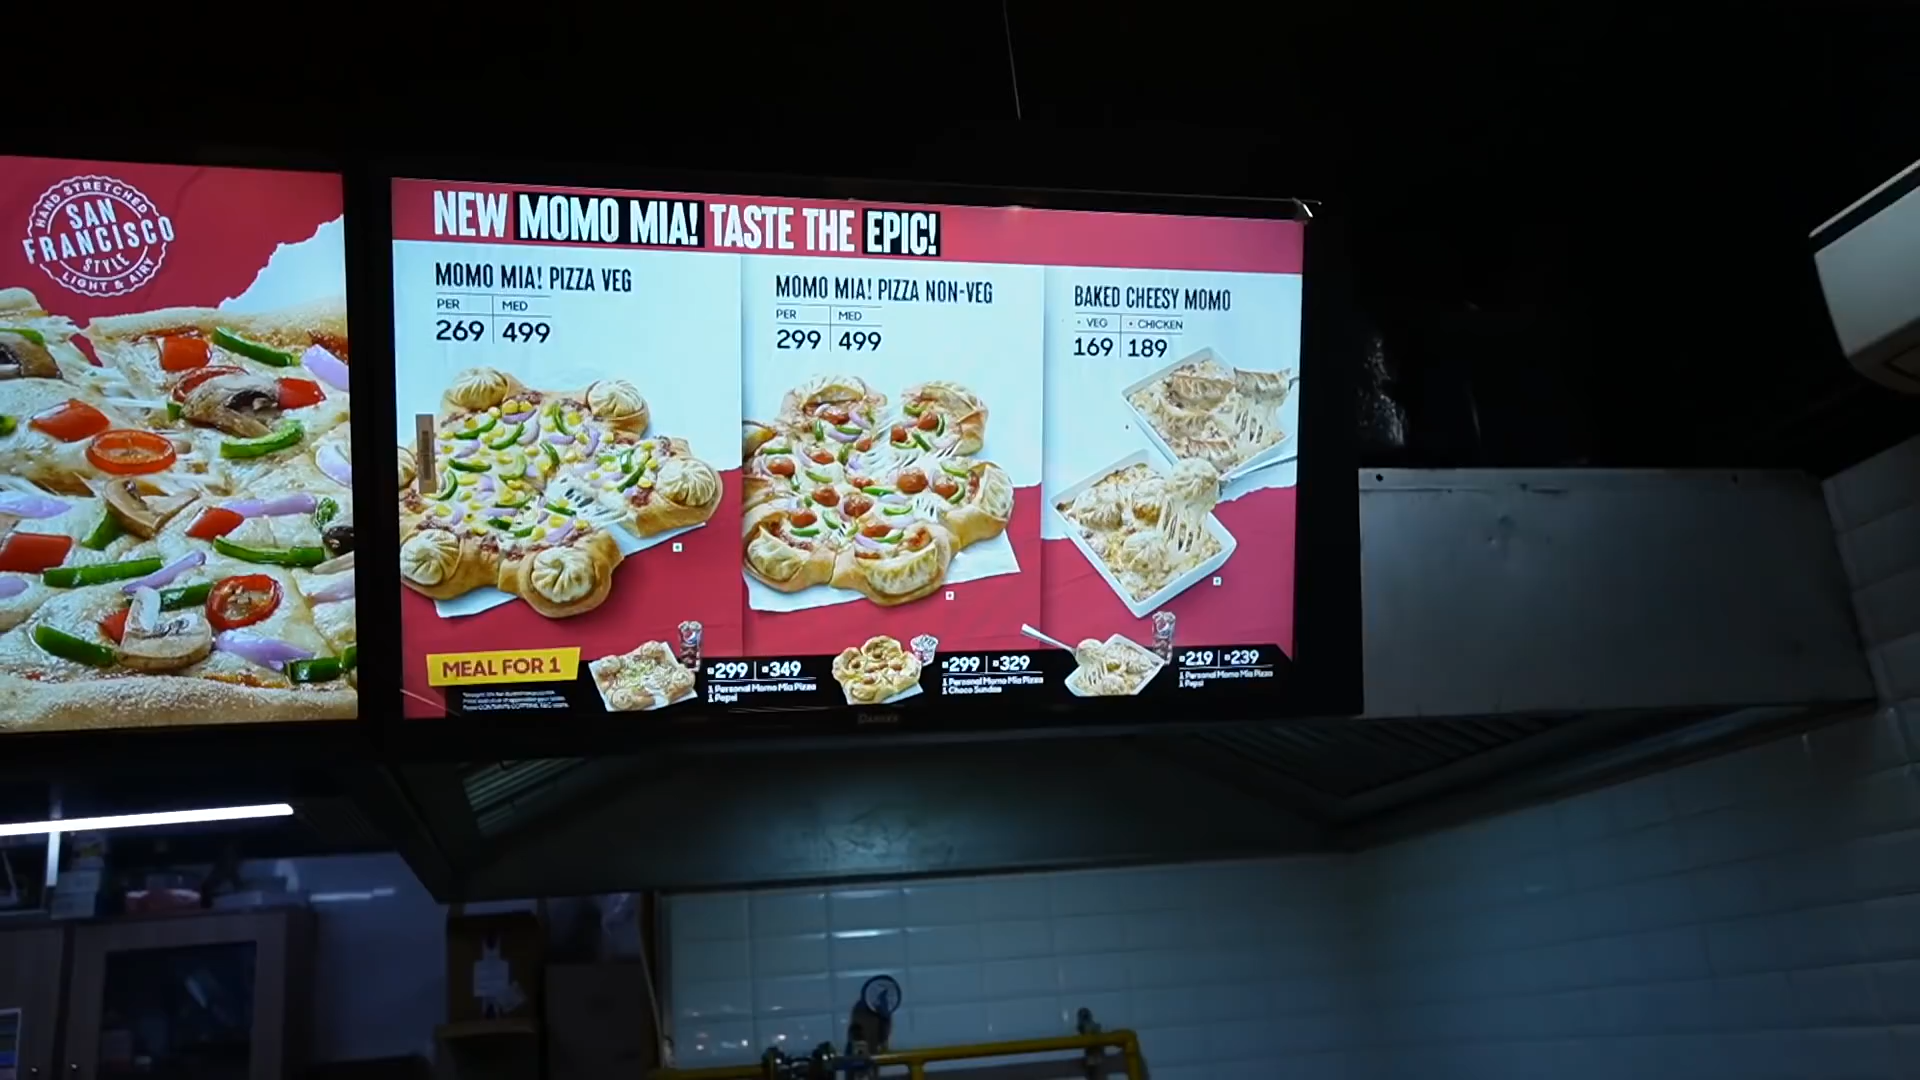 HAND STRETCHED
SAN
FRANCISCO
STYLE
LIGHT & AIRY
NEW MOMO MIA! TASTE THE EPIC!
MOMO MIA! PIZZA VEG
PER MED
269 499
MOMO MIA! PIZZA NON-VEG
PER MED
299 499
BAKED CHEESY MOMO
VEG CHICKEN
169 189
MEAL FOR 1
299 349
1 Personal Momo Mia Pizza
1 Pepsi
299 329
1 Personal Momo Mia Pizza
1 Choco Sundae
219 239
1 Personal Momo Mia Pizza
1 Pepsi